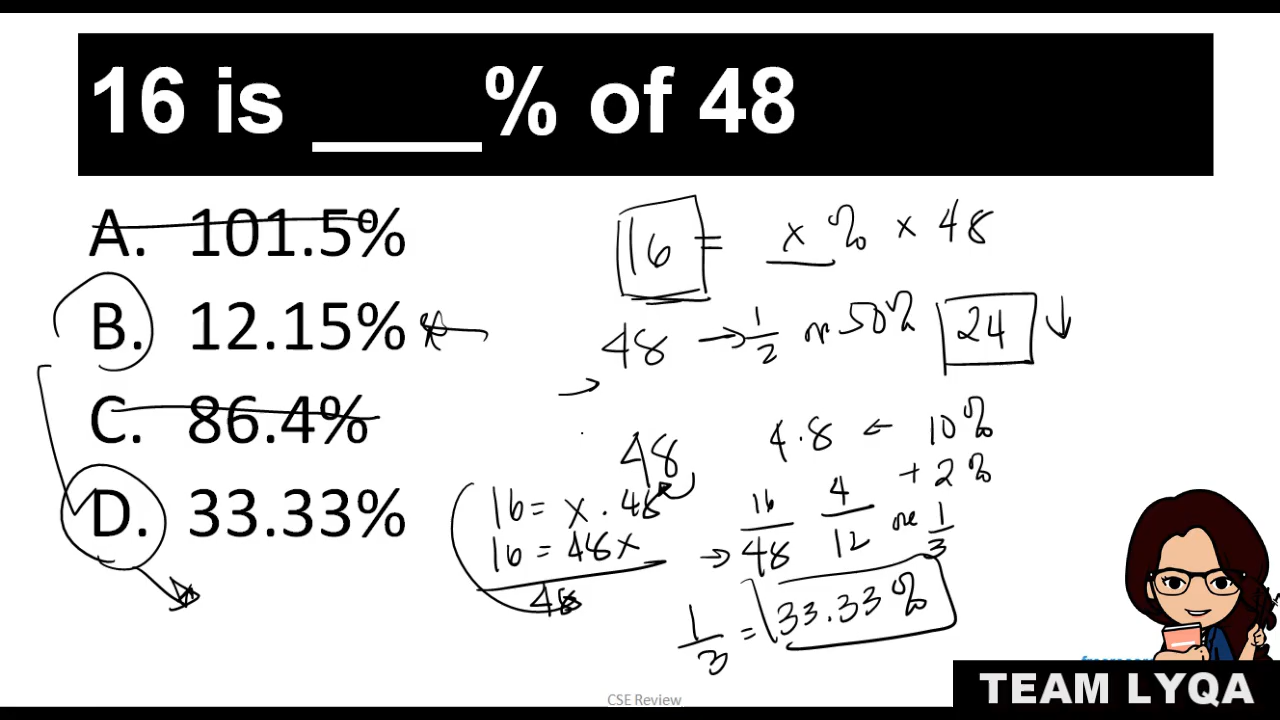 16 is ____% of 48
A. 101.5%
B. 12.15%
C. 86.4%
D. 33.33%
16 = x % × 48
48 → 1/2 or 50% 24 ↓
48
4.8 ← 10%
+ 2%
16 = x . 48
16 = 48x
48
→ 16/48 4/12 or 1/3
1/3 = 33.33%
CSE Review
TEAM LYQA